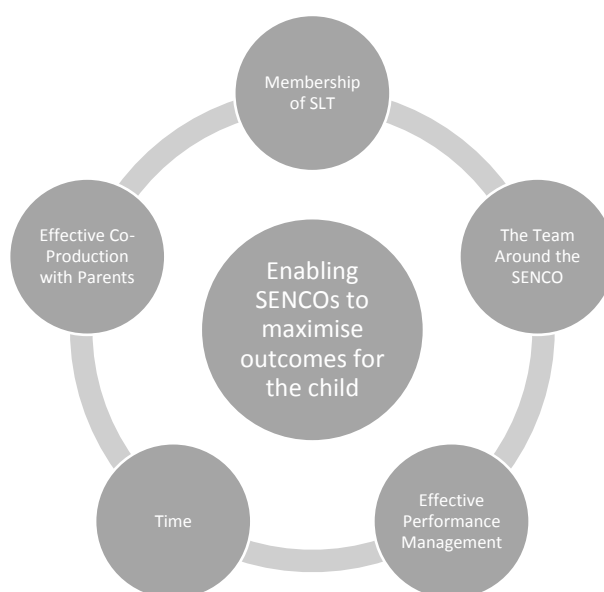 Membership
of SLT
The Team
Around the
SENCO
Effective
Performance
Management
Time
Effective Co-
Production
with Parents
Enabling
SENCOs to
maximise
outcomes for
the child